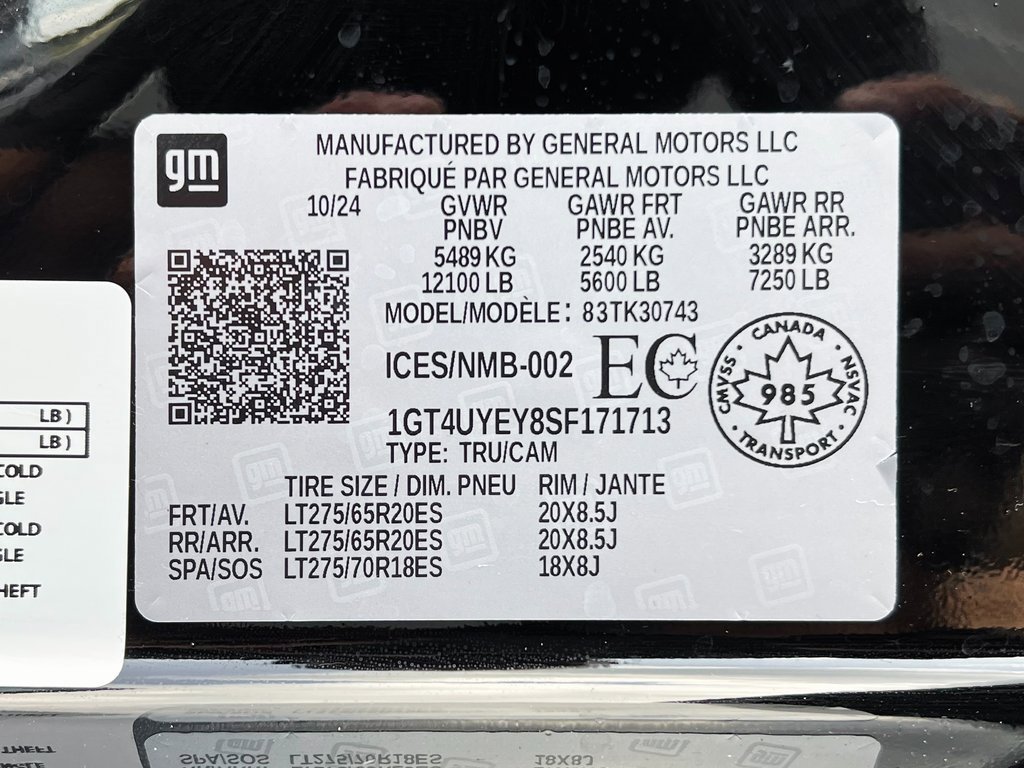 gm
MANUFACTURED BY GENERAL MOTORS LLC
FABRIQUÉ PAR GENERAL MOTORS LLC
10/24 GVWR GAWR FRT GAWR RR
PNBV PNBE AV. PNBE ARR.
5489 KG 2540 KG 3289 KG
12100 LB 5600 LB 7250 LB
MODEL/MODÈLE: 83TK30743
ICES/NMB-002 EC
CANADA
CMVSS 985 NSVAC
TRANSPORT
1GT4UYEY8SF171713
TYPE: TRU/CAM
TIRE SIZE / DIM. PNEU RIM / JANTE
FRT/AV. LT275/65R20ES 20X8.5J
RR/ARR. LT275/65R20ES 20X8.5J
SPA/SOS LT275/70R18ES 18X8J
LB)
LB)
COLD
COLD